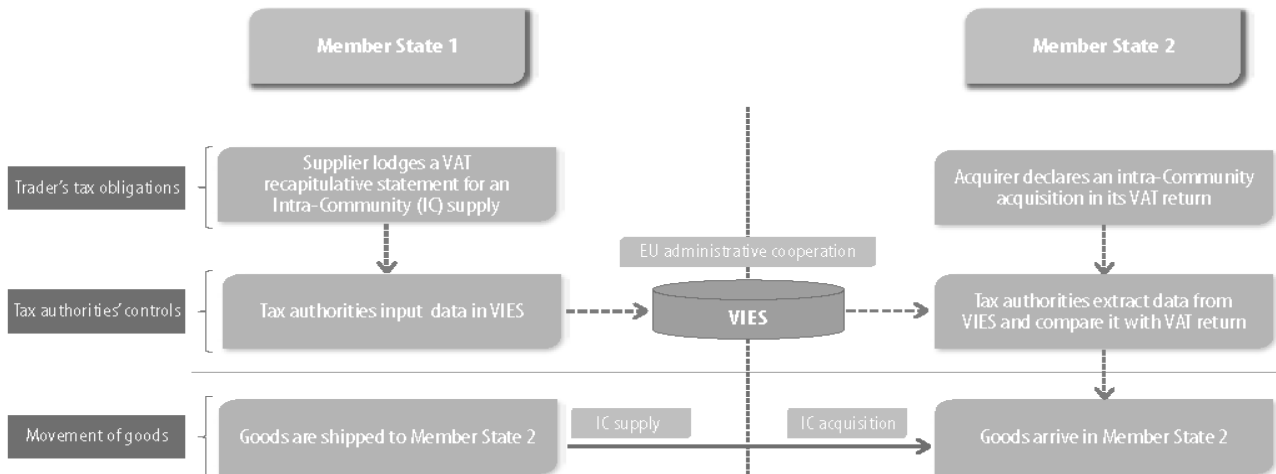 Member State 1
Member State 2
Trader's tax obligations
Supplier lodges a VAT
recapitulative statement for an
Intra-Community (IC) supply
Acquirer declares an intra-Community
acquisition in its VAT return
EU administrative cooperation
Tax authorities' controls
Tax authorities input data in VIES
VIES
Tax authorities extract data from
VIES and compare it with VAT return
Movement of goods
Goods are shipped to Member State 2
IC supply
IC acquisition
Goods arrive in Member State 2